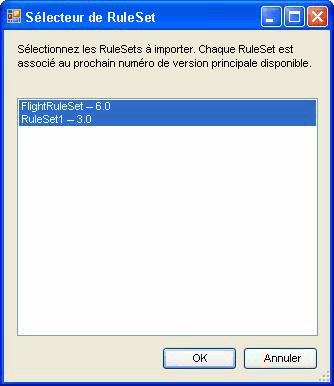 Sélecteur de RuleSet
Sélectionnez les RuleSets à importer. Chaque RuleSet est
associé au prochain numéro de version principale disponible.
FlightRuleSet -- 6.0
RuleSet1 -- 3.0
OK
Annuler